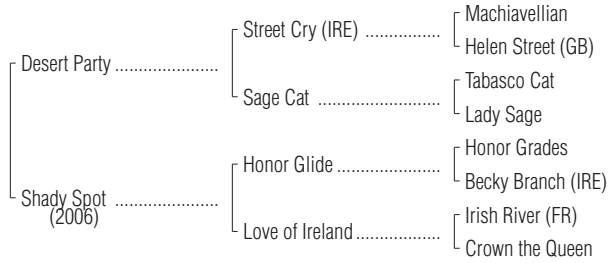 Machiavellian
Street Cry (IRE) ..................
Helen Street (GB)
Desert Party ........................
Tabasco Cat
Sage Cat ............................
Lady Sage
Honor Grades
Honor Glide ........................
Becky Branch (IRE)
Shady Spot ........................
(2006)
Irish River (FR)
Love of Ireland ....................
Crown the Queen